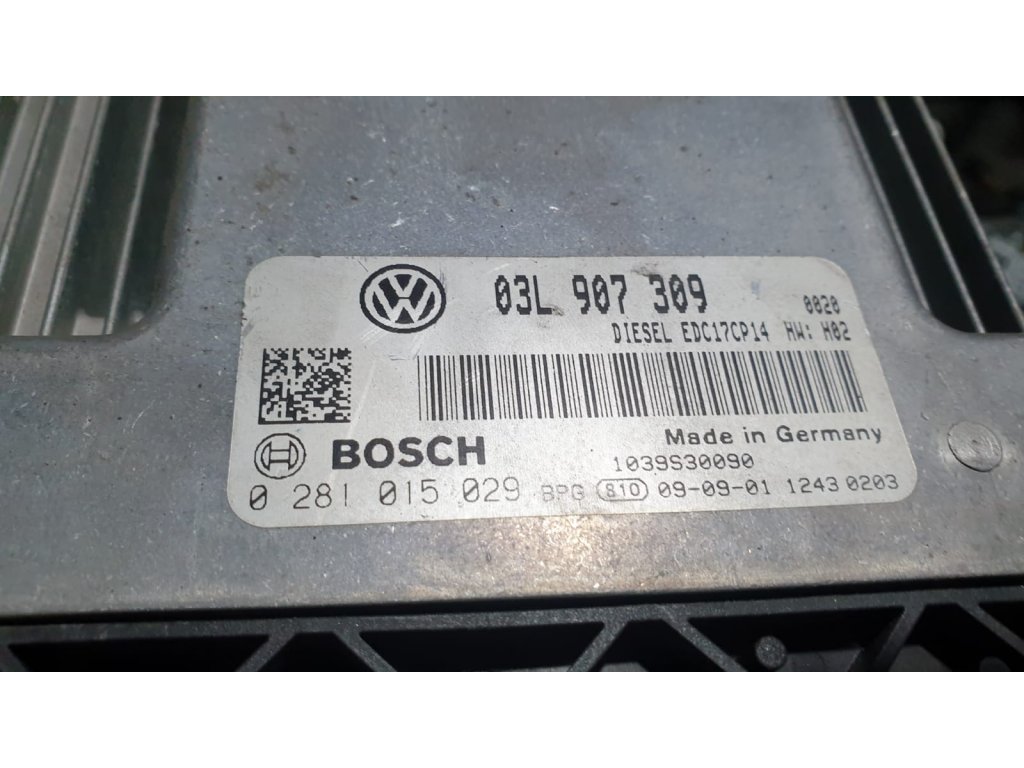 VW 03L 907 309 0020
DIESEL EDC17CP14 HW: H02
BOSCH Made in Germany
1039S30090
0 281 015 029 BPG 810 09-09-01 1243 0203